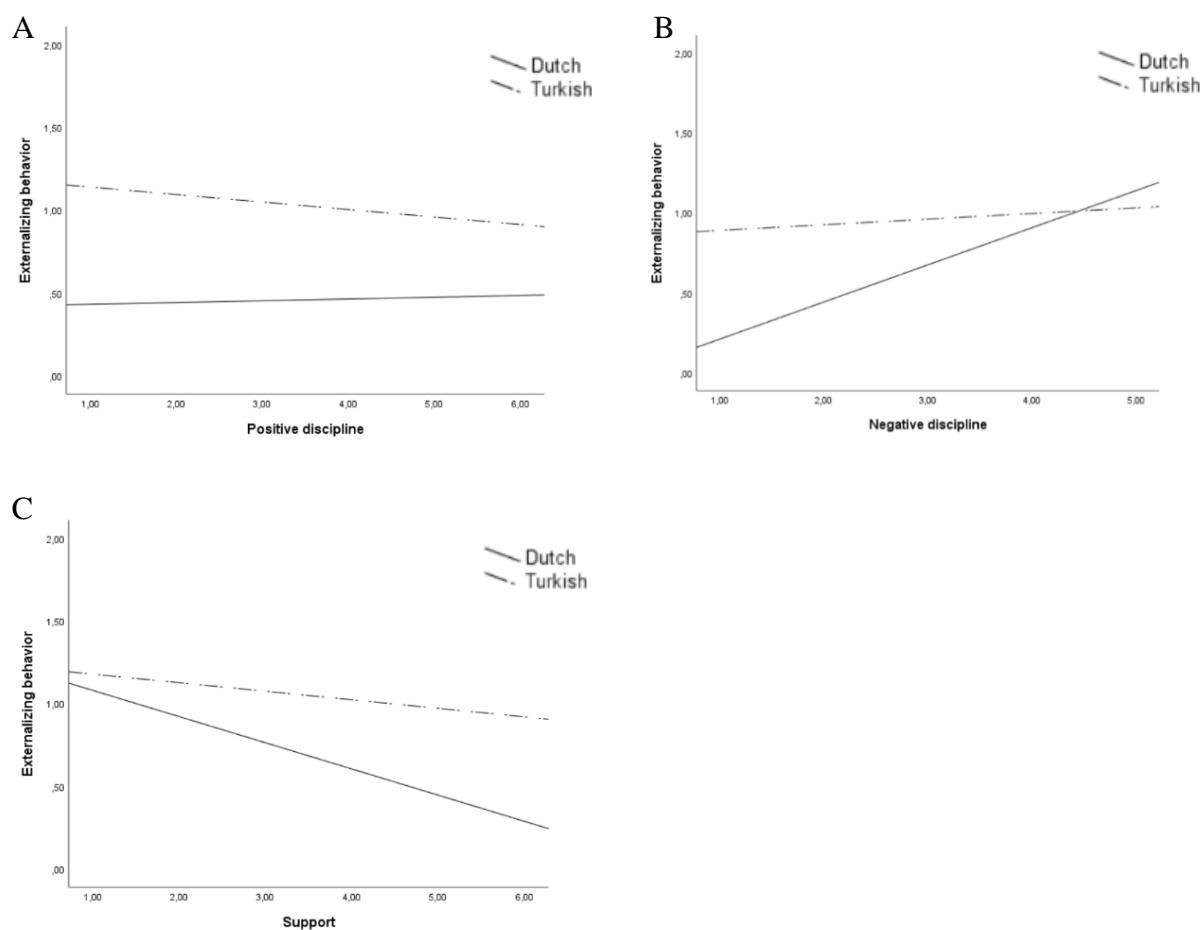 A
Dutch
Turkish
2,00
1,50
1,00
,50
,00
Externalizing behavior
1,00 2,00 3,00 4,00 5,00 6,00
Positive discipline
B
Dutch
Turkish
2,00
1,50
1,00
,50
,00
Externalizing behavior
1,00 2,00 3,00 4,00 5,00
Negative discipline
C
Dutch
Turkish
2,00
1,50
1,00
,50
,00
Externalizing behavior
1,00 2,00 3,00 4,00 5,00 6,00
Support